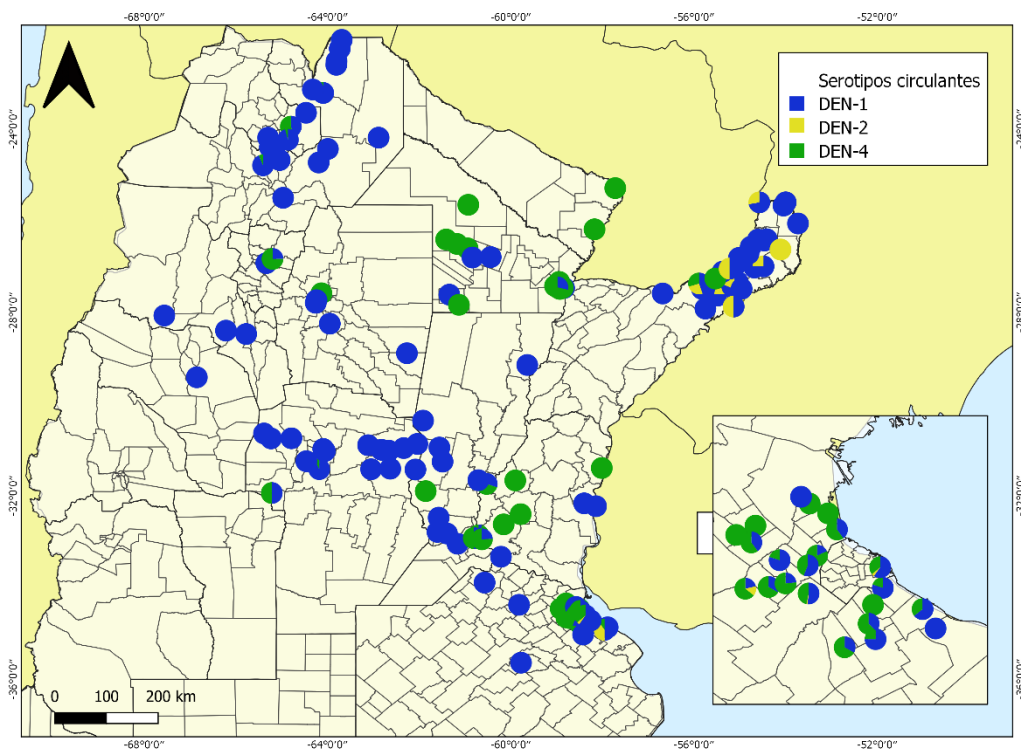 -68°0'0" -64°0'0" -60°0'0" -56°0'0" -52°0'0"
Serotipos circulantes
DEN-1
DEN-2
DEN-4
-24°0'0" -24°0'0"
-28°0'0" -28°0'0"
-32°0'0" -32°0'0"
-36°0'0" -36°0'0"
0 100 200 km
-68°0'0" -64°0'0" -60°0'0" -56°0'0" -52°0'0"